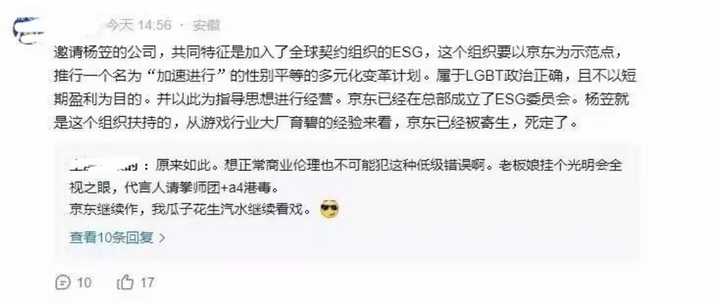 今天 14:56 · 安徽
邀请杨笠的公司，共同特征是加入了全球契约组织的ESG，这个组织要以京东为示范点，
推行一个名为“加速进行”的性别平等的多元化变革计划。属于LGBT政治正确，且不以短
期盈利为目的。并以此为指导思想进行经营。京东已经在总部成立了ESG委员会。杨笠就
是这个组织扶持的，从游戏行业大厂育碧的经验来看，京东已经被寄生，死定了。
：原来如此。想正常商业伦理也不可能犯这种低级错误啊。老板娘挂个光明会全
视之眼，代言人请拳师团+a4港毒。
京东继续作，我瓜子花生汽水继续看戏。
查看10条回复 >
10 17